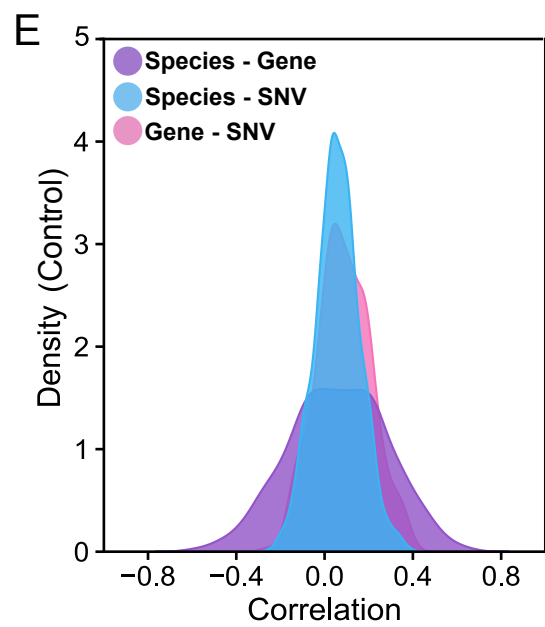 E
Species - Gene
Species - SNV
Gene - SNV
Density (Control)
5
4
3
2
1
0
−0.8 −0.4 0.0 0.4 0.8
Correlation